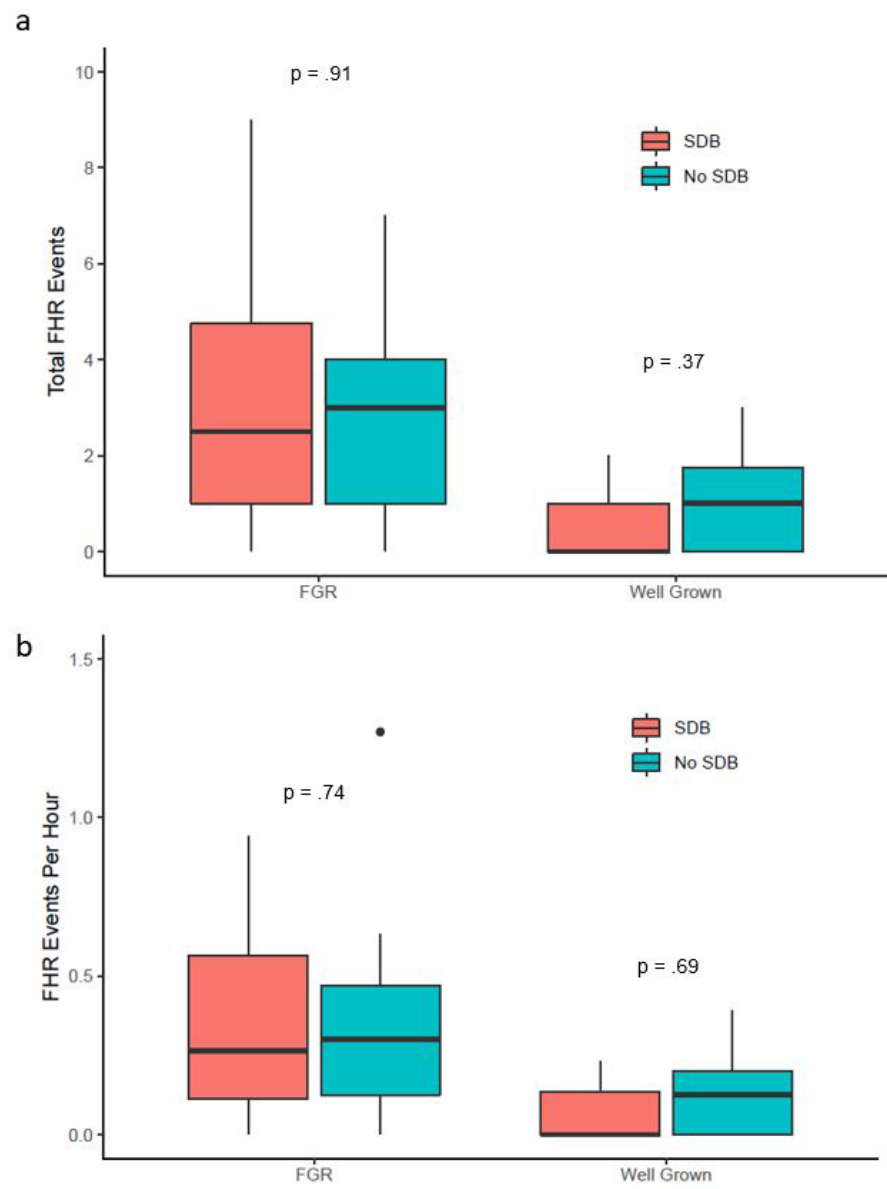 a
10
p = .91
SDB
8
No SDB
Total FHR Events
6
4
p = .37
2
0
FGR
Well Grown
b
1.5
SDB
No SDB
p = .74
1.0
FHR Events Per Hour
0.5
p = .69
0.0
FGR
Well Grown